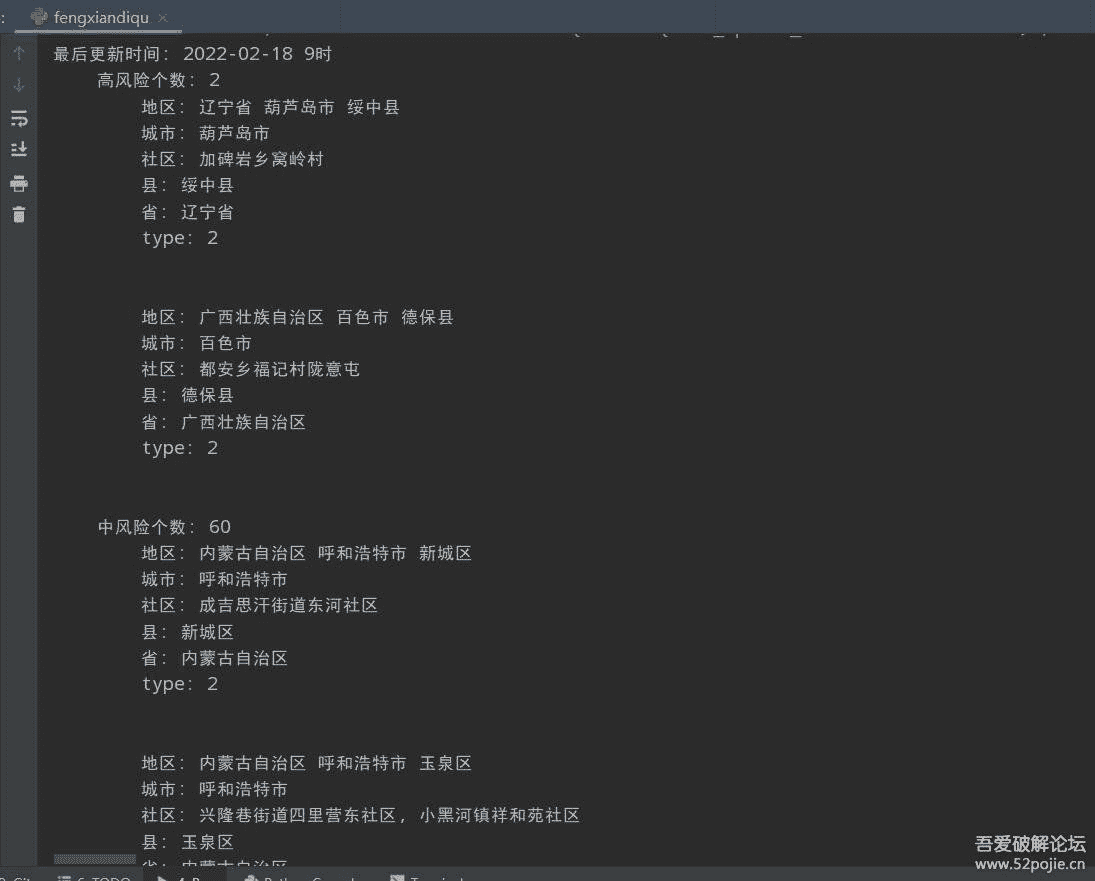 fengxiandiqu
最后更新时间: 2022-02-18 9时
高风险个数: 2
地区: 辽宁省 葫芦岛市 绥中县
城市: 葫芦岛市
社区: 加碑岩乡窝岭村
县: 绥中县
省: 辽宁省
type: 2
地区: 广西壮族自治区 百色市 德保县
城市: 百色市
社区: 都安乡福记村陇意屯
县: 德保县
省: 广西壮族自治区
type: 2
中风险个数: 60
地区: 内蒙古自治区 呼和浩特市 新城区
城市: 呼和浩特市
社区: 成吉思汗街道东河社区
县: 新城区
省: 内蒙古自治区
type: 2
地区: 内蒙古自治区 呼和浩特市 玉泉区
城市: 呼和浩特市
社区: 兴隆巷街道四里营东社区, 小黑河镇祥和苑社区
县: 玉泉区
省: 内蒙古自治区
吾爱破解论坛
www.52pojie.cn